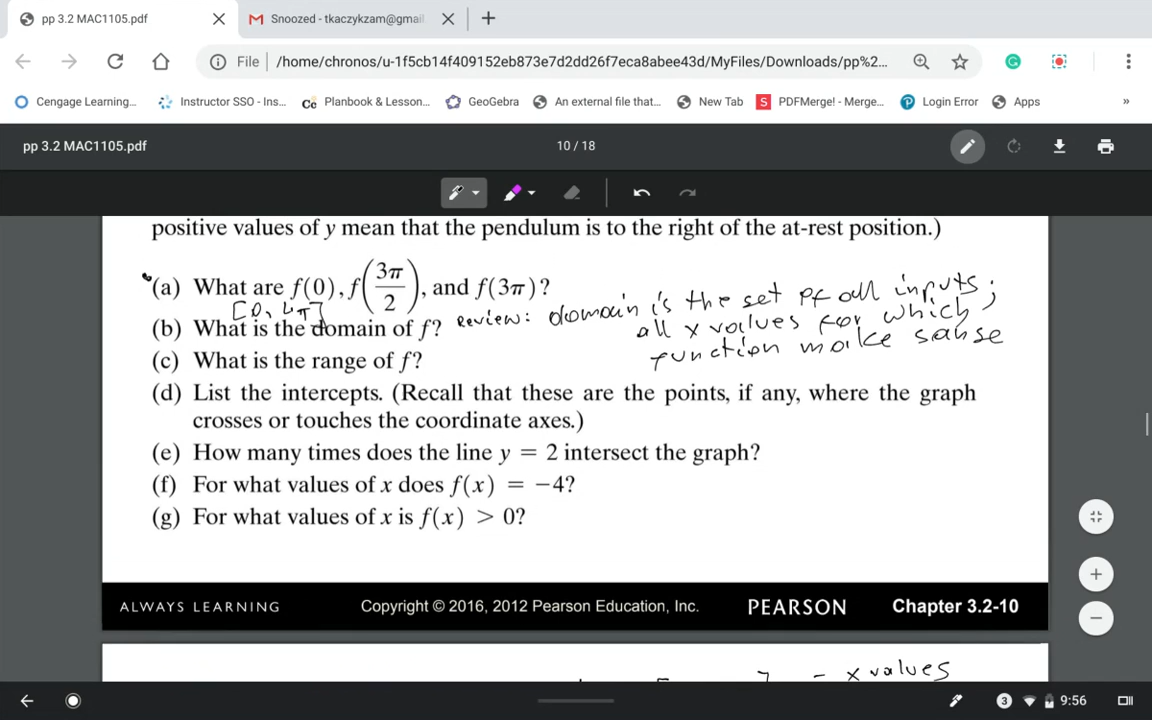 pp 3.2 MAC1105.pdf
Snoozed - tkaczykzam@gmail.
File /home/chronos/u-1f5cb14f409152eb873e7d2dd26f7eca8abee43d/MyFiles/Downloads/pp%2...
Cengage Learning... Instructor SSO - Ins... Cc Planbook & Lesson... GeoGebra An external file that... New Tab S PDFMerge! - Merge... P Login Error Apps »
pp 3.2 MAC1105.pdf 10 / 18
positive values of y mean that the pendulum is to the right of the at-rest position.)
(a) What are f(0), f(3π/2), and f(3π)?
[0, 4π]
(b) What is the domain of f? Review: domain is the set of all inputs;
all x values for which
function make sanse
(c) What is the range of f?
(d) List the intercepts. (Recall that these are the points, if any, where the graph
crosses or touches the coordinate axes.)
(e) How many times does the line y = 2 intersect the graph?
(f) For what values of x does f(x) = −4?
(g) For what values of x is f(x) > 0?
ALWAYS LEARNING Copyright © 2016, 2012 Pearson Education, Inc. PEARSON Chapter 3.2-10
– x values
3 9:56